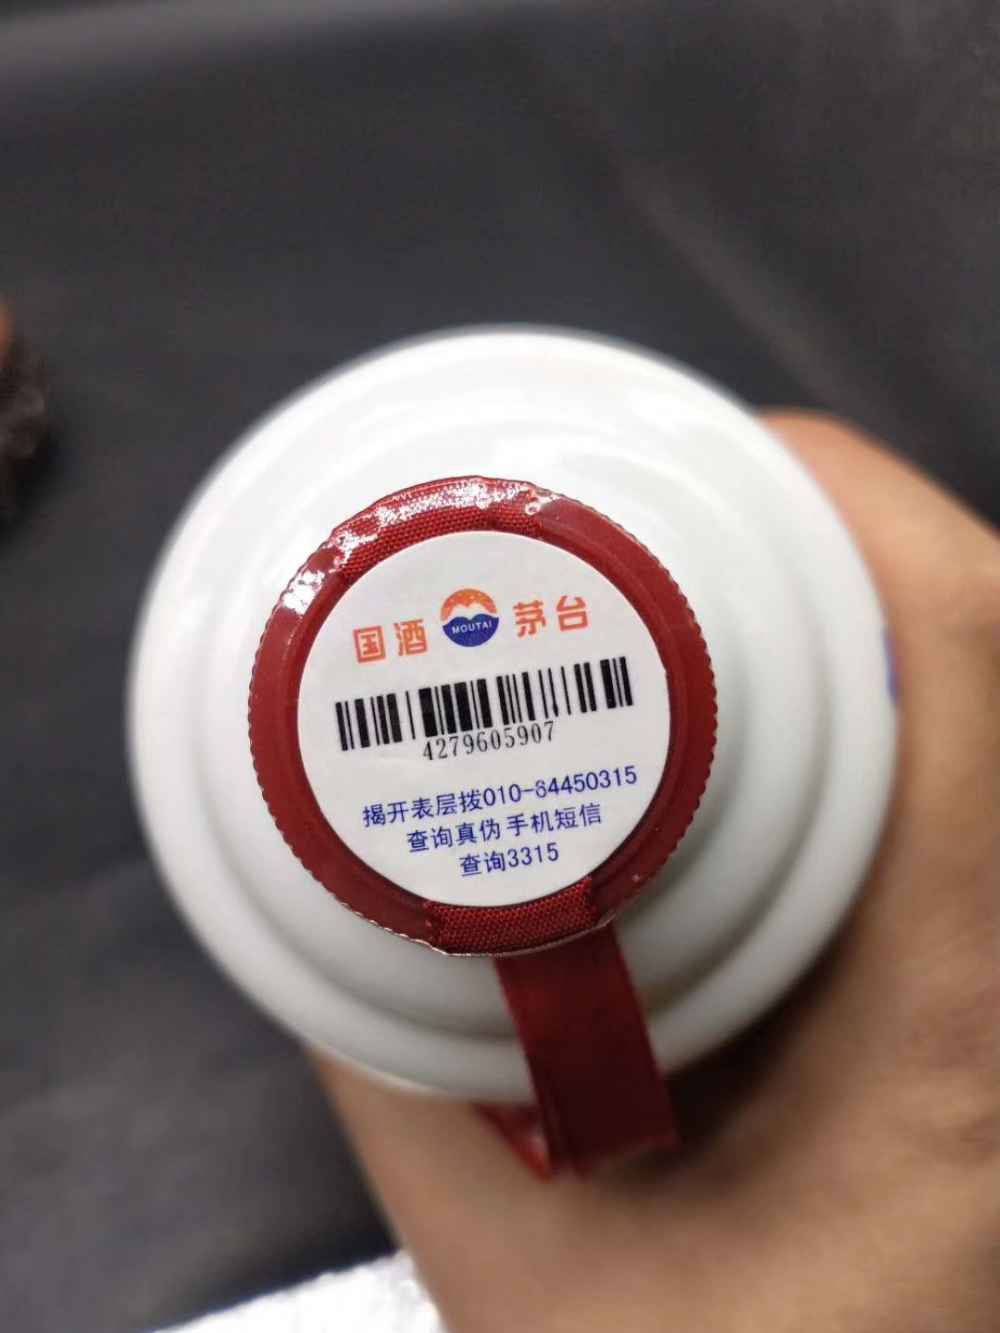 国酒 MOUTAI 茅台
4279605907
揭开表层拨010-84450315
查询真伪 手机短信
查询3315